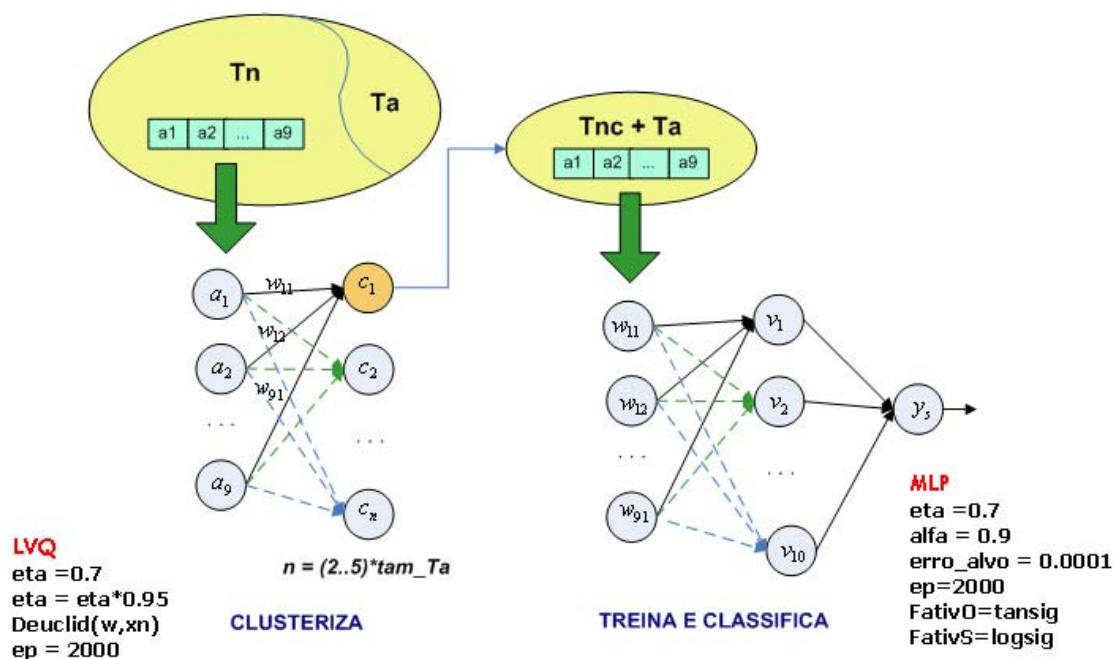 Tn
Ta
a1 a2 ... a9
Tnc + Ta
a1 a2 ... a9
a1
a2
. . .
a9
w11
w12
w91
c1
c2
. . .
cn
n = (2..5)*tam_Ta
w11
w12
. . .
w91
v1
v2
. . .
v10
ys
LVQ
eta =0.7
eta = eta*0.95
Deuclid(w,xn)
ep = 2000
CLUSTERIZA
TREINA E CLASSIFICA
MLP
eta =0.7
alfa = 0.9
erro_alvo = 0.0001
ep=2000
FativO=tansig
FativS=logsig